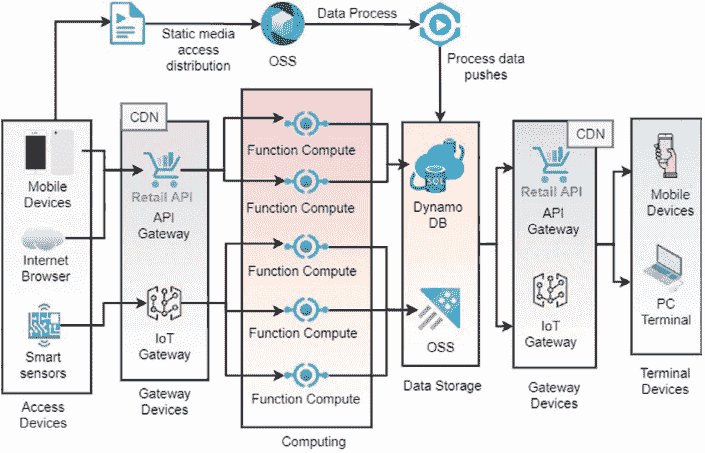 Static media
access
distribution
OSS
Data Process
Process data
pushes
Mobile
Devices
Internet
Browser
Smart
sensors
Access
Devices
CDN
Retail API
API
Gateway
IoT
Gateway
Gateway
Devices
Function Compute
Function Compute
Function Compute
Function Compute
Function Compute
Computing
SQL
Dynamo
DB
OSS
Data Storage
CDN
Retail API
API
Gateway
IoT
Gateway
Gateway
Devices
Mobile
Devices
PC
Terminal
Terminal
Devices